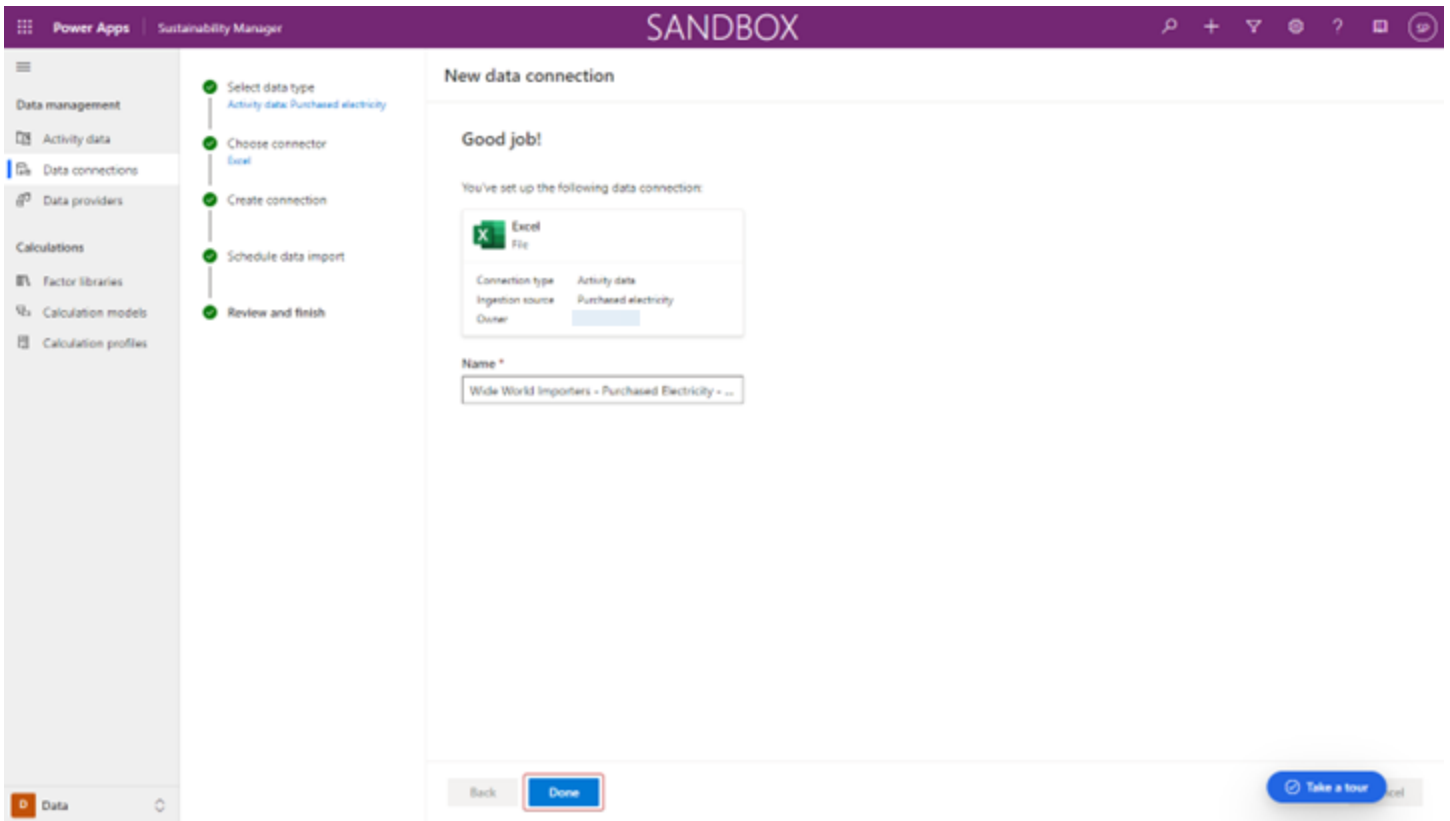 Power Apps
Sustainability Manager
SANDBOX
?
SP
Data management
Activity data
Data connections
Data providers
Calculations
Factor libraries
Calculation models
Calculation profiles
D
Data
Select data type
Activity data: Purchased electricity
Choose connector
Excel
Create connection
Schedule data import
Review and finish
New data connection
Good job!
You've set up the following data connection:
X
Excel
File
Connection type Activity data
Ingestion source Purchased electricity
Owner
Name *
Wide World Importers - Purchased Electricity - ...
Back
Done
Take a tour
cel